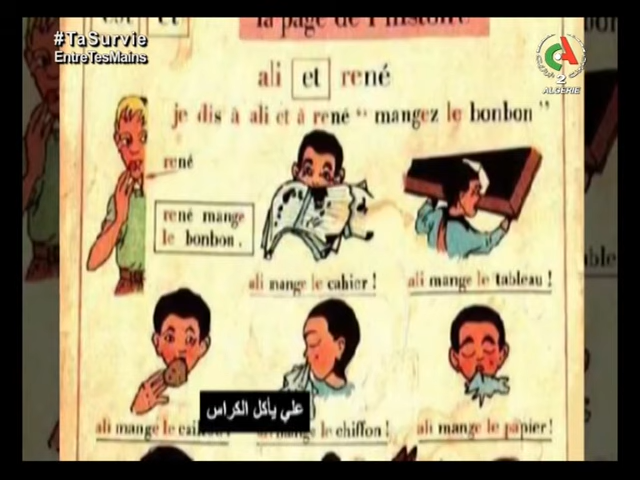 #TaSurvie
EntreTesMains
2
ALGERIE
et
la page de l'histoire
ali et rené
je dis à ali et à rené " mangez le bonbon "
rené
rené mange
le bonbon.
ali mange le cahier !
ali mange le tableau !
علي يأكل الكراس
ali mange le
mange le chiffon !
ali mange le papier !